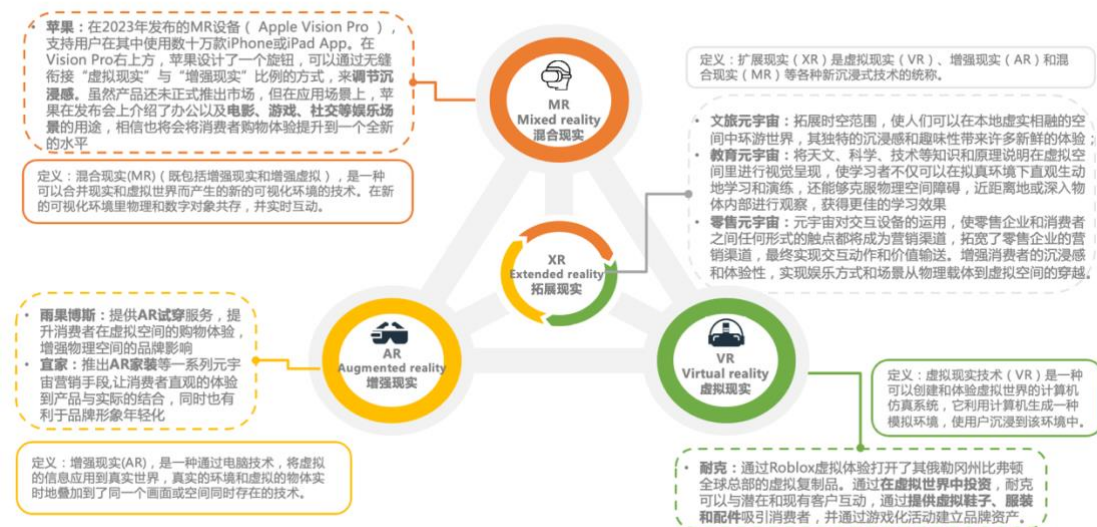 • 苹果：在2023年发布的MR设备（ Apple Vision Pro ），
支持用户在其中使用数十万款iPhone或iPad App。在
Vision Pro右上方，苹果设计了一个旋钮，可以通过无缝
衔接“虚拟现实”与“增强现实”比例的方式，来调节沉
浸感。虽然产品还未正式推出市场，但在应用场景上，苹
果在发布会上介绍了办公以及电影、游戏、社交等娱乐场
景的用途，相信也将会将消费者购物体验提升到一个全新
的水平
定义：混合现实(MR)（既包括增强现实和增强虚拟），是一种
可以合并现实和虚拟世界而产生的新的可视化环境的技术。在新
的可视化环境里物理和数字对象共存，并实时互动。
MR
Mixed reality
混合现实
定义：扩展现实（XR）是虚拟现实（VR）、增强现实（AR）和混
合现实（MR）等各种新沉浸式技术的统称。
• 文旅元宇宙：拓展时空范围，使人们可以在本地虚实相融的空
间中环游世界，其独特的沉浸感和趣味性带来许多新鲜的体验；
• 教育元宇宙：将天文、科学、技术等知识和原理说明在虚拟空
间里进行视觉呈现，使学习者不仅可以在拟真环境下直观生动
地学习和演练，还能够克服物理空间障碍，近距离地或深入物
体内部进行观察，获得更佳的学习效果
• 零售元宇宙：元宇宙对交互设备的运用，使零售企业和消费者
之间任何形式的触点都将成为营销渠道，拓宽了零售企业的营
销渠道，最终实现交互动作和价值输送。增强消费者的沉浸感
和体验性，实现娱乐方式和场景从物理载体到虚拟空间的穿越。
XR
Extended reality
拓展现实
• 雨果博斯：提供AR试穿服务，提
升消费者在虚拟空间的购物体验，
增强物理空间的品牌影响
• 宜家：推出AR家装等一系列元宇
宙营销手段,让消费者直观的体验
到产品与实际的结合，同时也有
利于品牌形象年轻化
定义：增强现实(AR)，是一种通过电脑技术，将虚拟
的信息应用到真实世界，真实的环境和虚拟的物体实
时地叠加到了同一个画面或空间同时存在的技术。
AR
Augmented reality
增强现实
VR
Virtual reality
虚拟现实
定义：虚拟现实技术（VR）是一种
可以创建和体验虚拟世界的计算机
仿真系统，它利用计算机生成一种
模拟环境，使用户沉浸到该环境中。
• 耐克：通过Roblox虚拟体验打开了其俄勒冈州比弗顿
全球总部的虚拟复制品。通过在虚拟世界中投资，耐克
可以与潜在和现有客户互动，通过提供虚拟鞋子、服装
和配件吸引消费者，并通过游戏化活动建立品牌资产。